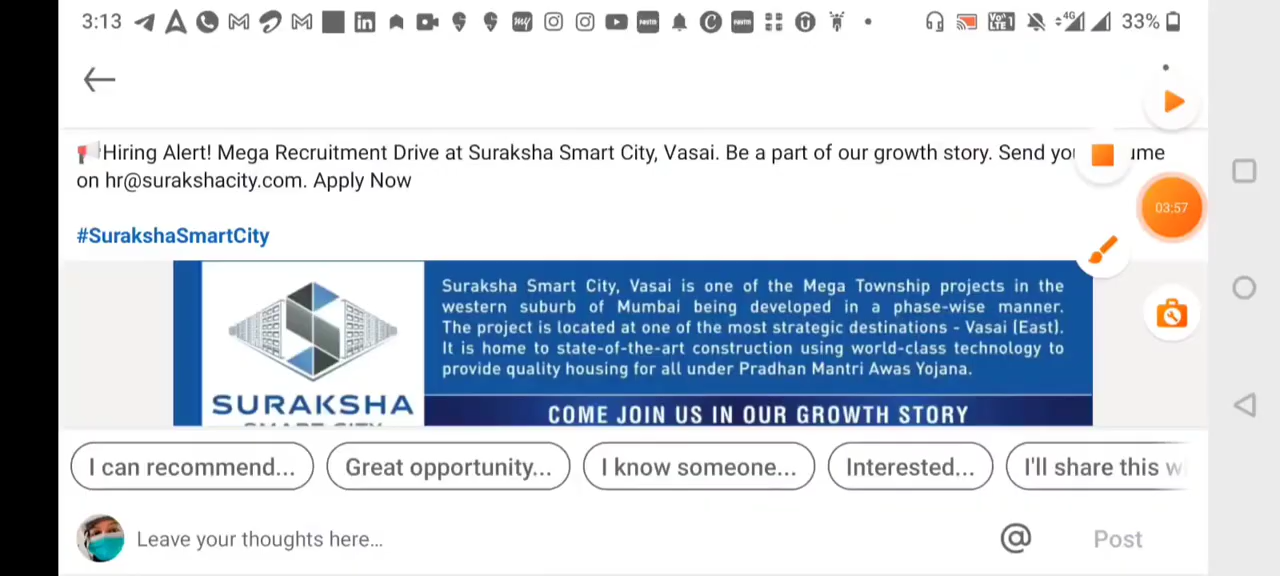 3:13
VoLTE1
4G
33%
📢Hiring Alert! Mega Recruitment Drive at Suraksha Smart City, Vasai. Be a part of our growth story. Send
on hr@surakshacity.com. Apply Now
03:57
#SurakshaSmartCity
Suraksha Smart City, Vasai is one of the Mega Township projects in the
western suburb of Mumbai being developed in a phase-wise manner.
The project is located at one of the most strategic destinations - Vasai (East).
It is home to state-of-the-art construction using world-class technology to
provide quality housing for all under Pradhan Mantri Awas Yojana.
SURAKSHA
COME JOIN US IN OUR GROWTH STORY
I can recommend...
Great opportunity...
I know someone...
Interested...
I'll share this
Leave your thoughts here...
@
Post